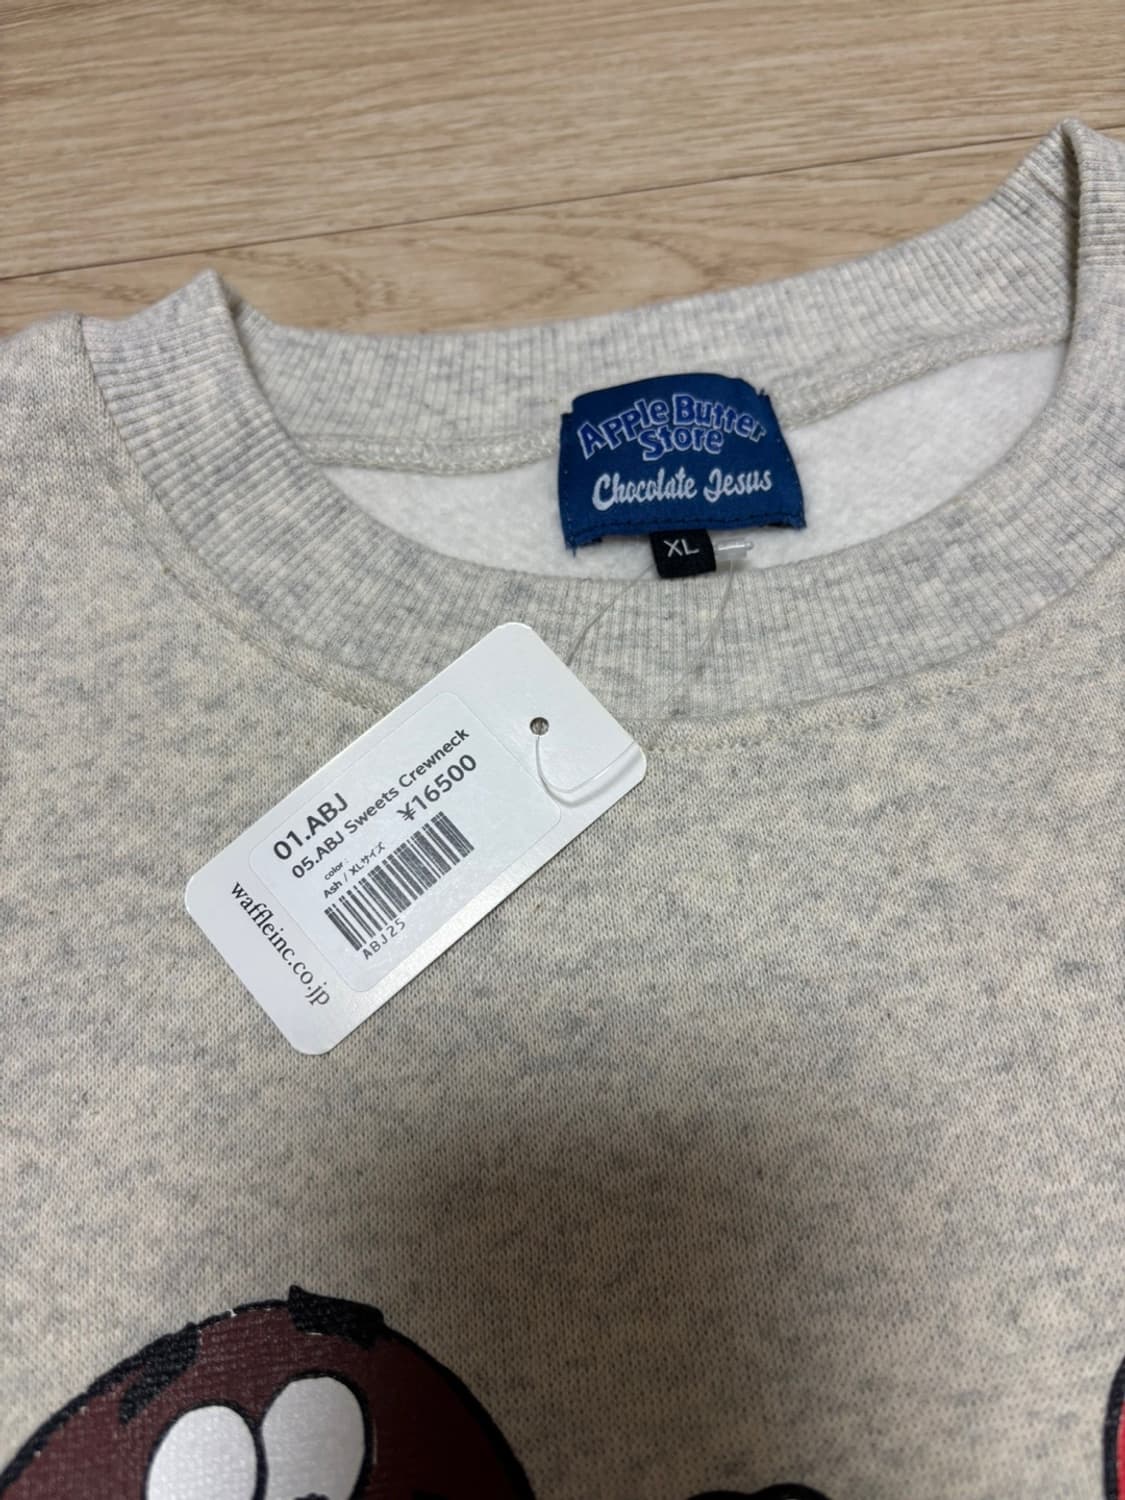 Apple Butter
Store
Chocolate Jesus
XL
01.ABJ
05.ABJ Sweets Crewneck
¥16500
color:
Ash / XLサイズ
ABJ25
waffleinc.co.jp